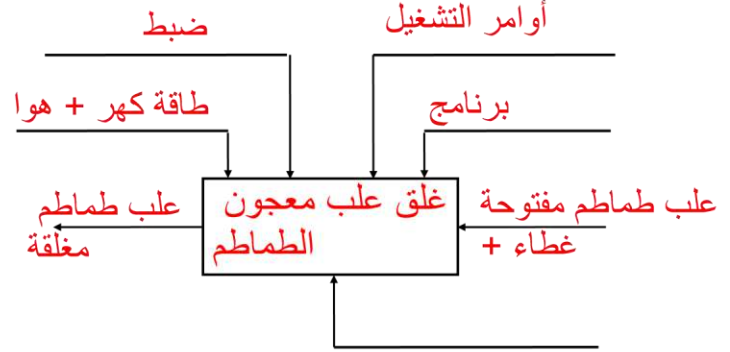 أوامر التشغيل
ضبط
برنامج
طاقة كهر + هوا
علب طماطم مفتوحة
+ غطاء
غلق علب معجون
الطماطم
علب طماطم
مغلقة